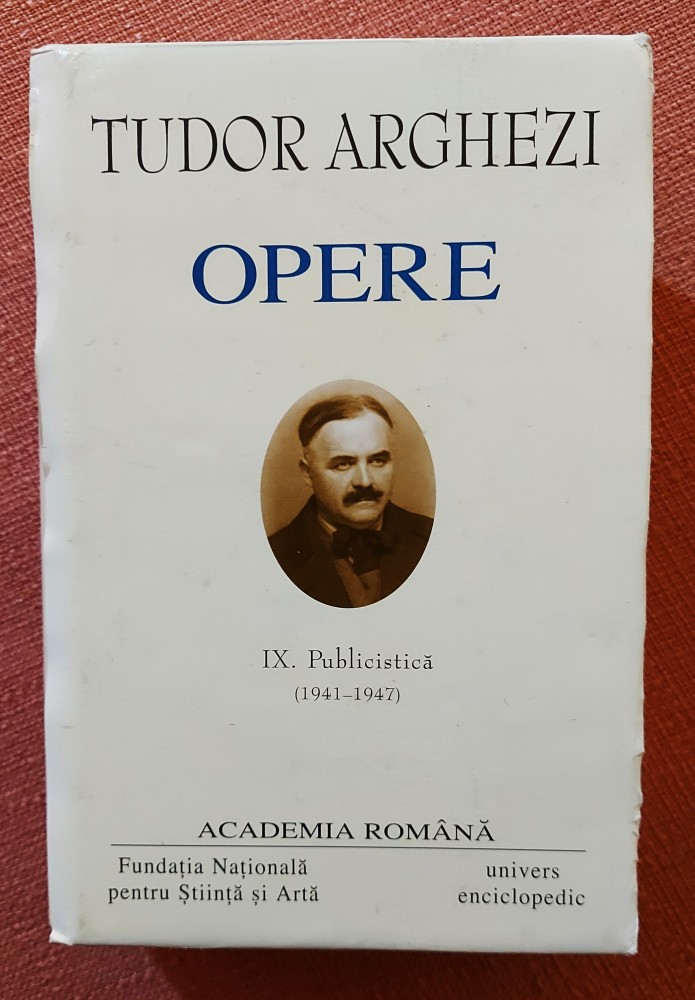 TUDOR ARGHEZI
OPERE
IX. Publicistică
(1941–1947)
ACADEMIA ROMÂNĂ
Fundația Națională
pentru Știință și Artă
univers
enciclopedic